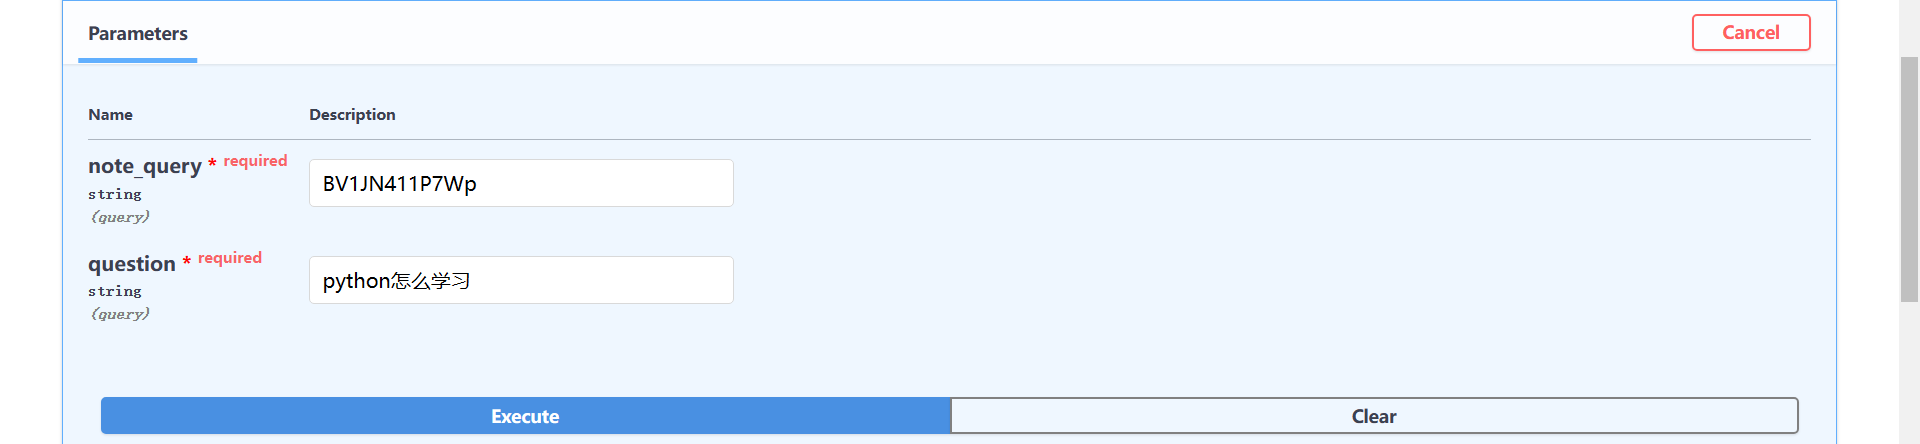 Parameters
Cancel
Name Description
note_query * required
string
(query)
BV1JN411P7Wp
question * required
string
(query)
python怎么学习
Execute
Clear